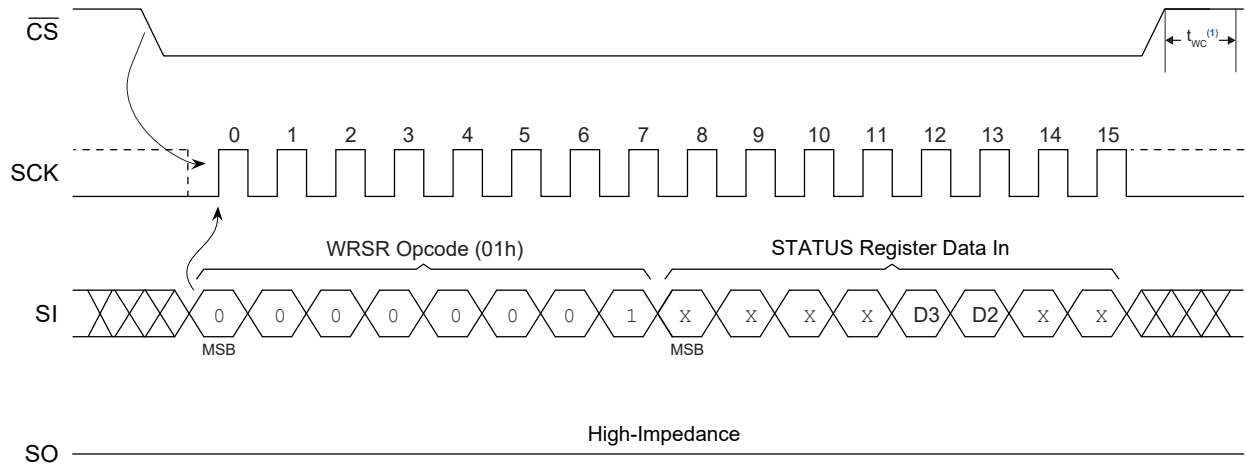 CS
tWC(1)
0 1 2 3 4 5 6 7 8 9 10 11 12 13 14 15
SCK
WRSR Opcode (01h) STATUS Register Data In
SI 0 0 0 0 0 0 0 1 X X X X D3 D2 X X
MSB MSB
High-Impedance
SO